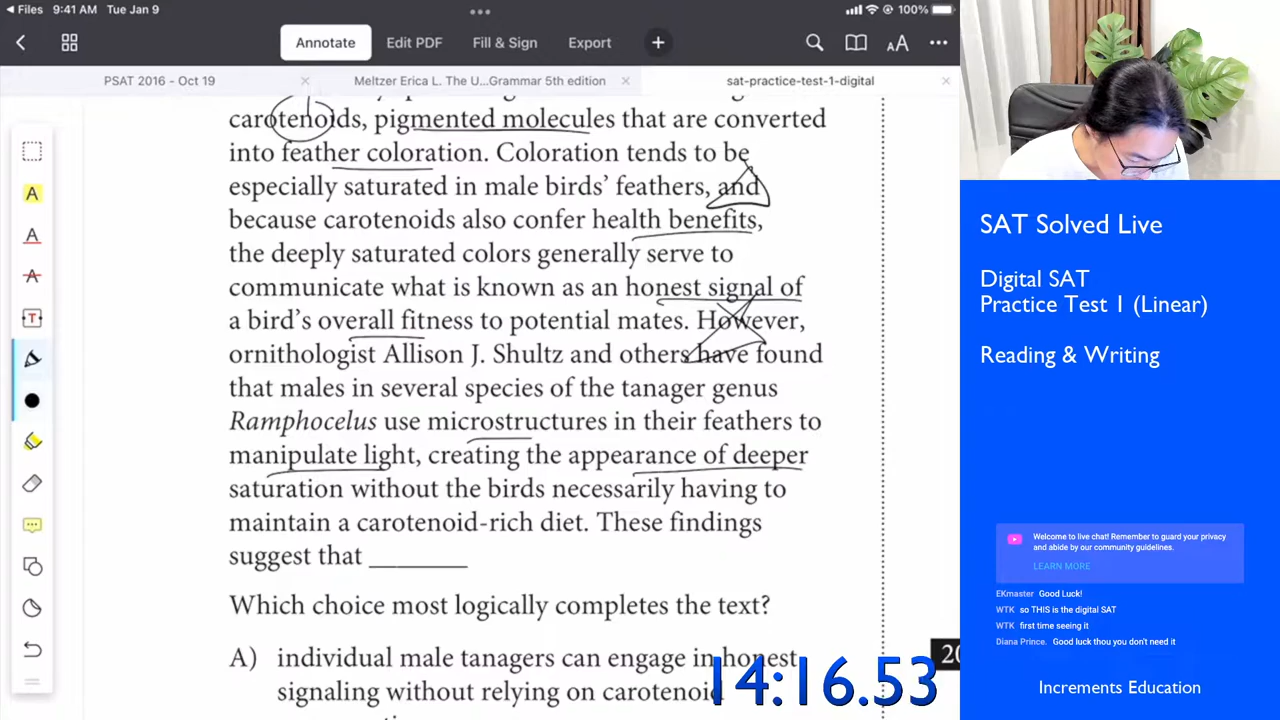 Files 9:41 AM Tue Jan 9 100%
Annotate Edit PDF Fill & Sign Export
PSAT 2016 - Oct 19 Meltzer Erica L. The U...Grammar 5th edition sat-practice-test-1-digital
carotenoids, pigmented molecules that are converted
into feather coloration. Coloration tends to be
especially saturated in male birds' feathers, and
because carotenoids also confer health benefits,
the deeply saturated colors generally serve to
communicate what is known as an honest signal of
a bird's overall fitness to potential mates. However,
ornithologist Allison J. Shultz and others have found
that males in several species of the tanager genus
Ramphocelus use microstructures in their feathers to
manipulate light, creating the appearance of deeper
saturation without the birds necessarily having to
maintain a carotenoid-rich diet. These findings
suggest that ________
Which choice most logically completes the text?
A) individual male tanagers can engage in honest
signaling without relying on carotenoid
20
14:16.53
SAT Solved Live
Digital SAT
Practice Test 1 (Linear)
Reading & Writing
Welcome to live chat! Remember to guard your privacy
and abide by our community guidelines.
LEARN MORE
EKmaster Good Luck!
WTK so THIS is the digital SAT
WTK first time seeing it
Diana Prince. Good luck thou you don't need it
Increments Education